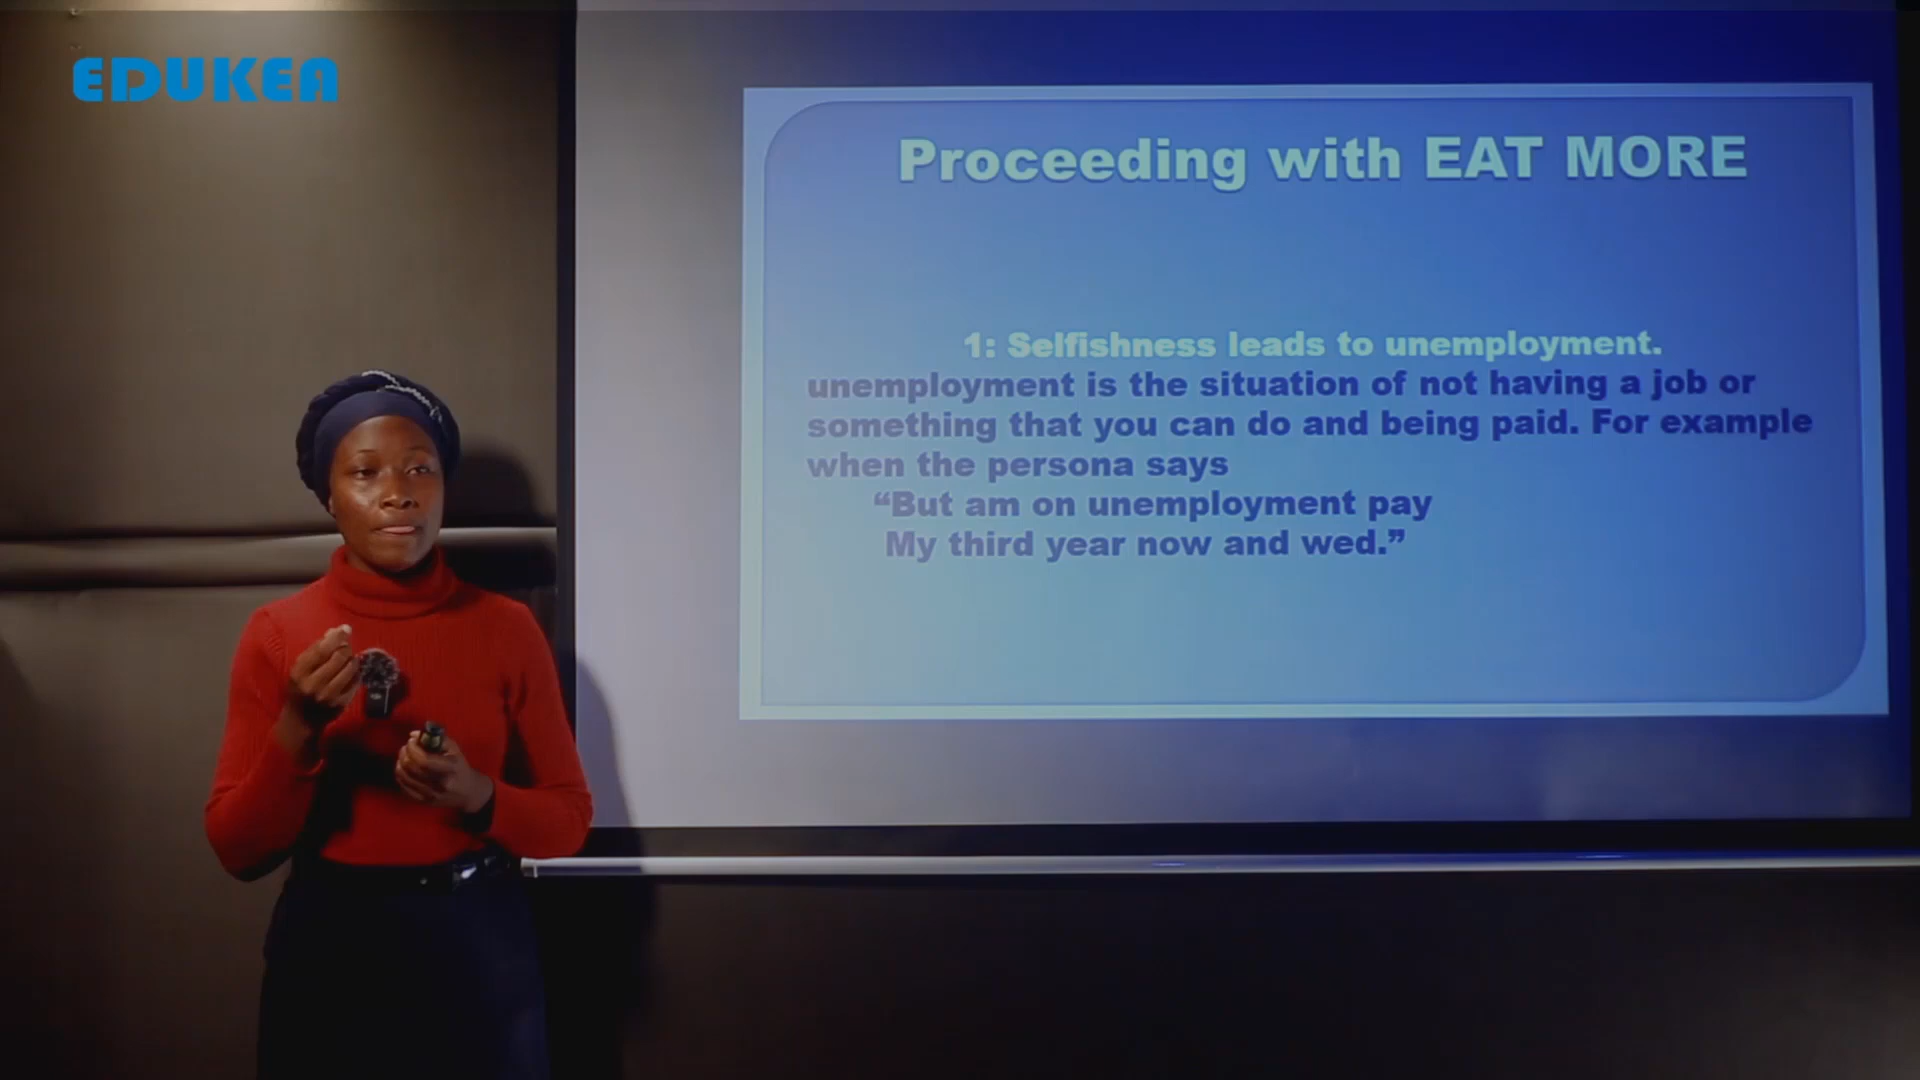 EDUKEA
Proceeding with EAT MORE
1: Selfishness leads to unemployment.
unemployment is the situation of not having a job or
something that you can do and being paid. For example
when the persona says
“But am on unemployment pay
My third year now and wed.”